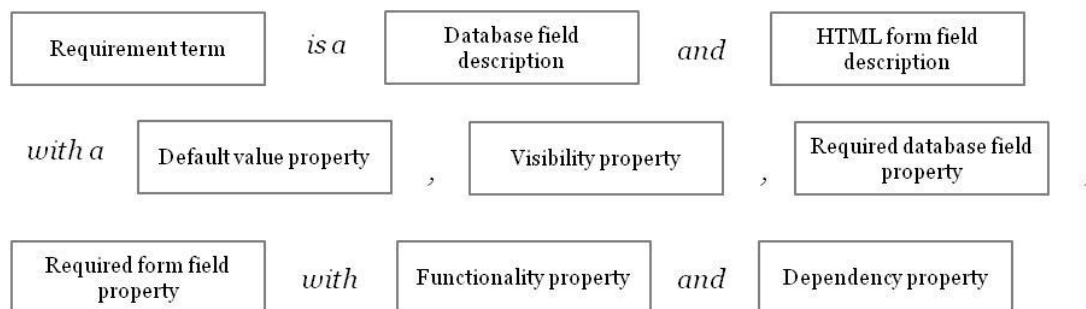 Requirement term is a Database field description and HTML form field description
with a Default value property , Visibility property , Required database field property ,
Required form field property with Functionality property and Dependency property